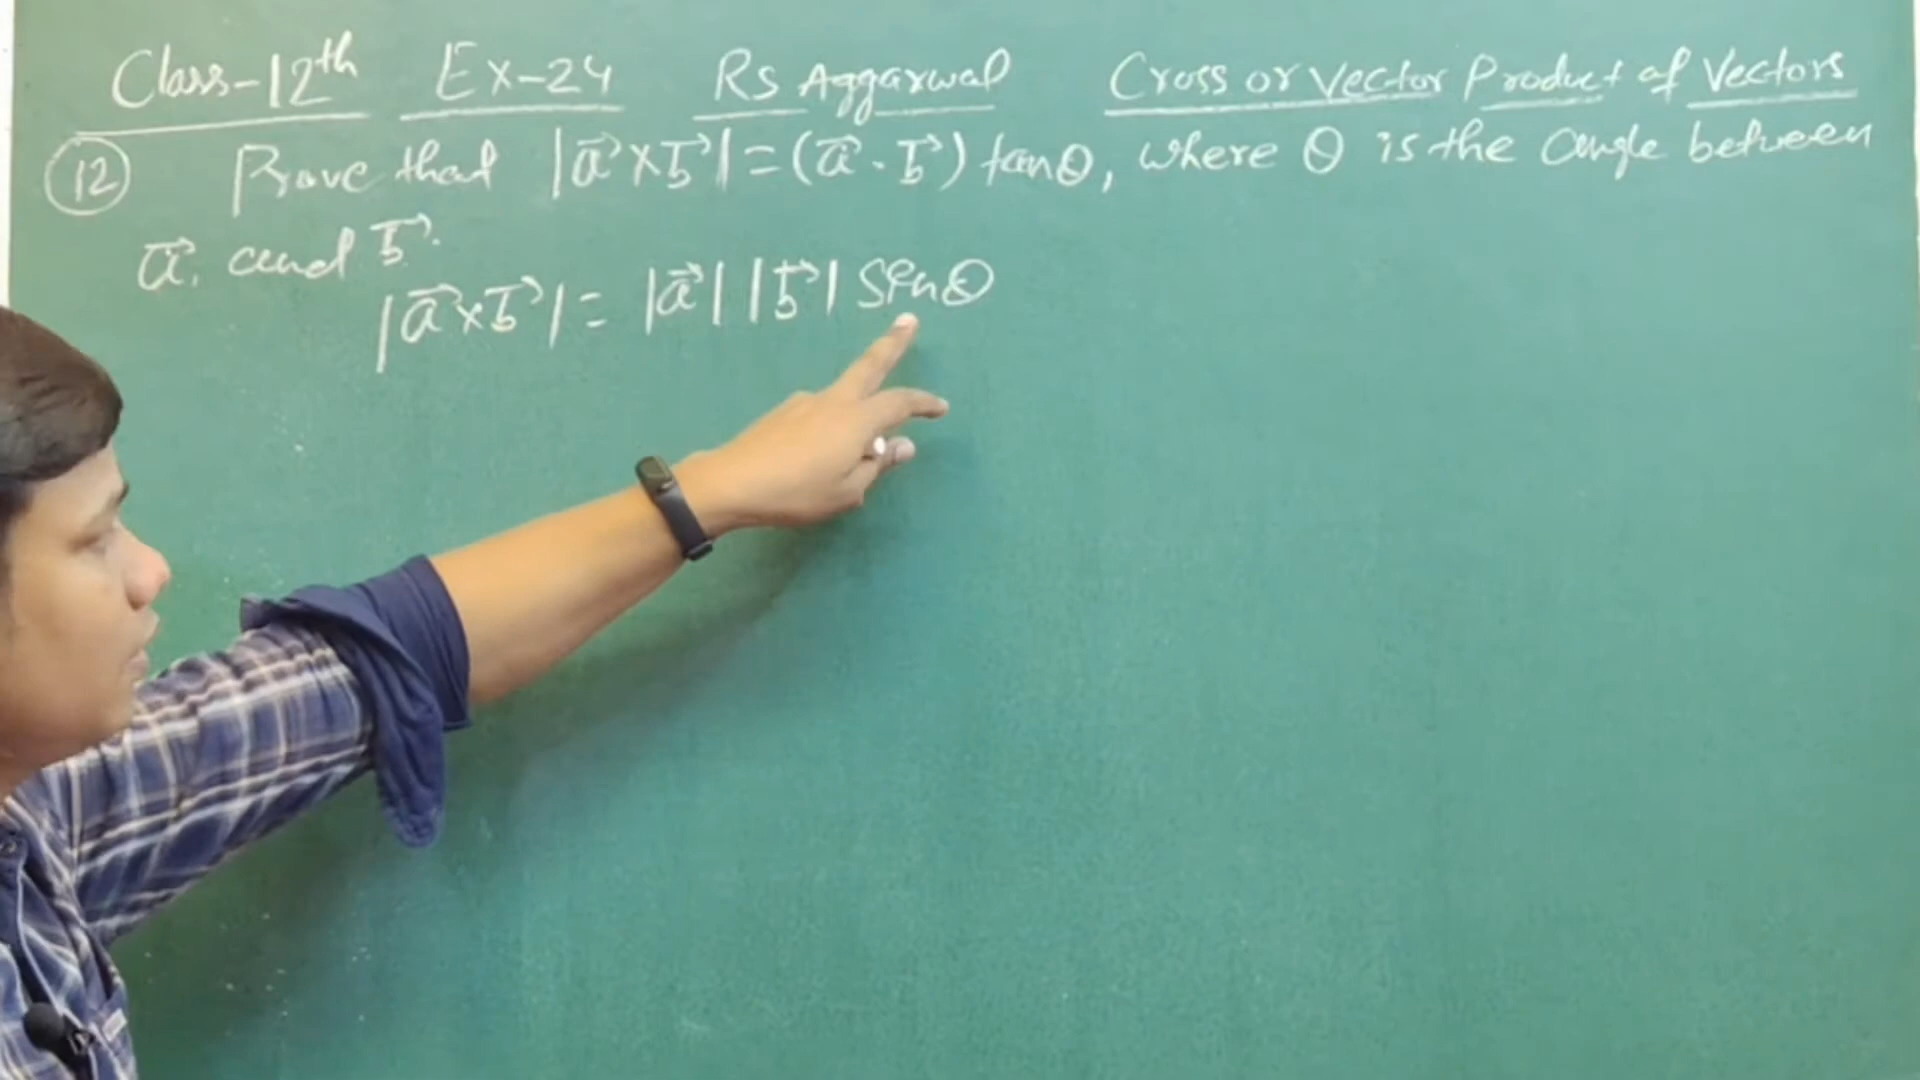 Class-12th Ex-24 RS Aggarwal Cross or Vector Product of Vectors
12 Prove that |a⃗×b⃗| = (a⃗·b⃗) tanθ, where θ is the angle between
a⃗ and b⃗.
|a⃗×b⃗| = |a⃗| |b⃗| sinθ